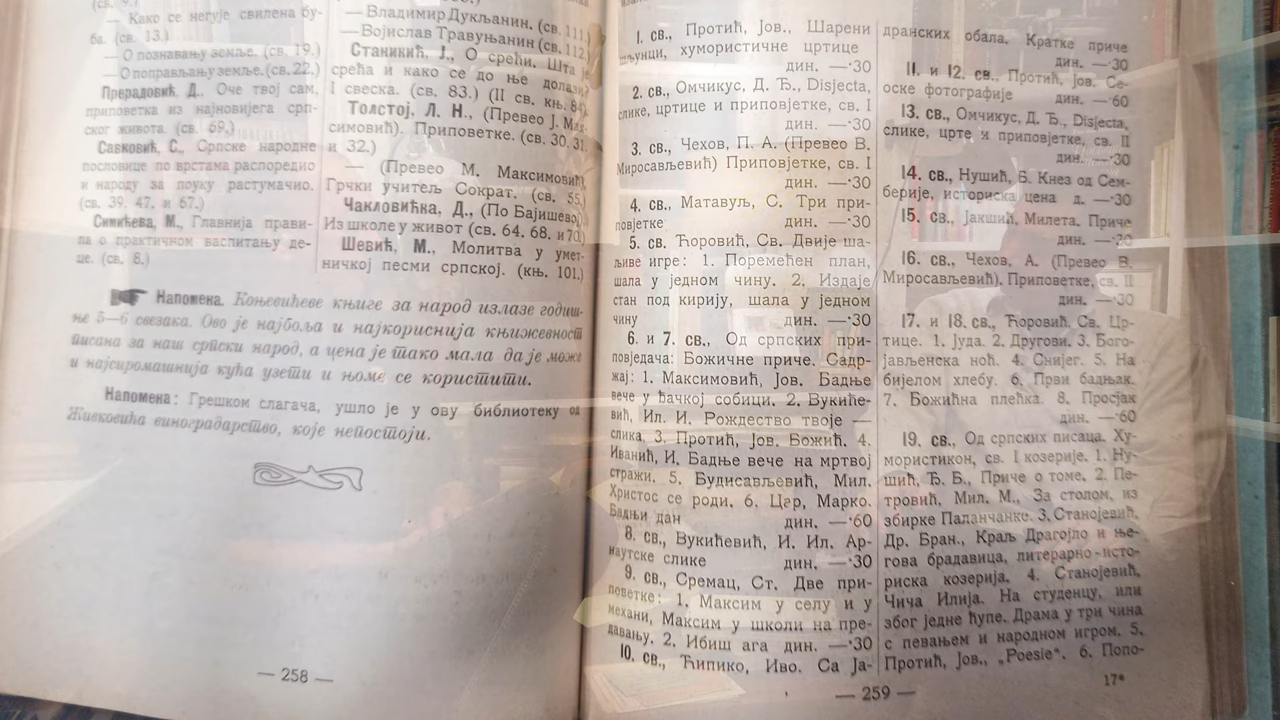 (св. 9.)
— Како се негује свилена бу-
ба. (св. 13.)
— О познавању земље. (св. 19.)
— О поправљању земље. (св. 22.)
Прерадовић, Д., Оче твој сам,
приповетка из најновијега срп-
ског живота. (св. 69.)
Савковић, С., Српске народне
пословице по врстама распоредио
и народу за поуку растумачио.
(св. 39. 47. и 67.)
Симићева, М., Главнија прави-
ла о практичном васпитању де-
це. (св. 8.)
— Владимир Дукљанин. (св. 111.)
— Војислав Травуњанин (св. 112.)
Станикић, Ј., О срећи. Шта је
срећа и како се до ње долази
I свеска. (св. 83.) (II св. књ. 84.)
Толстој, Л. Н., (Превео Ј. Мак-
симовић). Приповетке. (св. 30. 31.
и 32.)
— (Превео М. Максимовић),
Грчки учитељ Сократ. (св. 55.)
Чакловићка, Д., (По Бајишевој),
Из школе у живот (св. 64. 68. и 70.)
Шевић, М., Молитва у умет-
ничкој песми српској. (књ. 101.)
Напомена. Коњевићеве књиге за народ излазе годиш-
ње 5—6 свезака. Ово је најбоља и најкориснија књижевност
писана за наш српски народ, а цена је тако мала да је може
и најсиромашнија кућа узети и њоме се користити.
Напомена: Грешком слагача, ушло је у ову библиотеку од
Живковића виноградарство, које непостоји.
— 258 —
1. св., Протић, Јов., Шарени
хумористичне цртице
дин. —·30
2. св., Омчикус, Д. Ђ., Disjecta,
слике, цртице и приповјетке, св. I
дин. —·30
3. св., Чехов, П. А. (Превео В.
Миросављевић) Приповјетке, св. I
дин. —·30
4. св., Матавуљ, С. Три при-
повјетке дин. —·30
5. св. Ћоровић, Св. Двије ша-
љиве игре: 1. Поремећен план,
шала у једном чину. 2. Издаје
стан под кирију, шала у једном
чину дин. —·30
6. и 7. св., Од српских при-
повједача: Божичне приче. Садр-
жај: 1. Максимовић, Јов. Бадње
вече у ђачкој собици. 2. Вукиће-
вић, Ил. И. Рождество твоје —
слика. 3. Протић, Јов. Божић. 4.
Иванић, И. Бадње вече на мртвој
стражи. 5. Будисављевић, Мил.
Христос се роди. 6. Цар, Марко.
Бадњи дан дин. —·60
8. св., Вукићевић, И. Ил. Ар-
наутске слике дин. —·30
9. св., Сремац, Ст. Две при-
поветке: 1. Максим у селу и у
механи, Максим у школи на пре-
давању. 2. Ибиш ага дин. —·30
10. св., Ћипико, Иво. Са Ја-
дранских обала. Кратке приче
дин. —·30
11. и 12. св., Протић, Јов. Се-
оске фотографије дин. —·60
13. св., Омчикус, Д. Ђ., Disjecta,
слике, црте и приповјетке, св. II
дин. —·30
14. св., Нушић, Б. Кнез од Сем-
берије, историска цена д. —·30
15. св., Јакшић, Милета. Приче
дин. —·30
16. св., Чехов, А. (Превео В.
Миросављевић). Приповетке, св. II
дин. —·30
17. и 18. св., Ћоровић, Св. Цр-
тице. 1. Јуда. 2. Другови. 3. Бого-
јављенска ноћ. 4. Снијег. 5. На
бијелом хлебу. 6. Први бадњак.
7. Божићна плећка. 8. Просјак
дин. —·60
19. св., Од српских писаца. Ху-
мористикон, св. I козерије. 1. Ну-
шић, Ђ. Б., Приче о томе. 2. Пе-
тровић, Мил. М., За столом, из
збирке Паланчанке. 3. Станојевић,
Др. Бран., Краљ Драгојло и ње-
гова брадавица, литерарно-исто-
риска козерија. 4. Станојевић,
Чича Илија. На студенцу, или
због једне ћупе. Драма у три чина
с певањем и народном игром. 5.
Протић, Јов., „Poesie“. 6. Попо-
17*
— 259 —